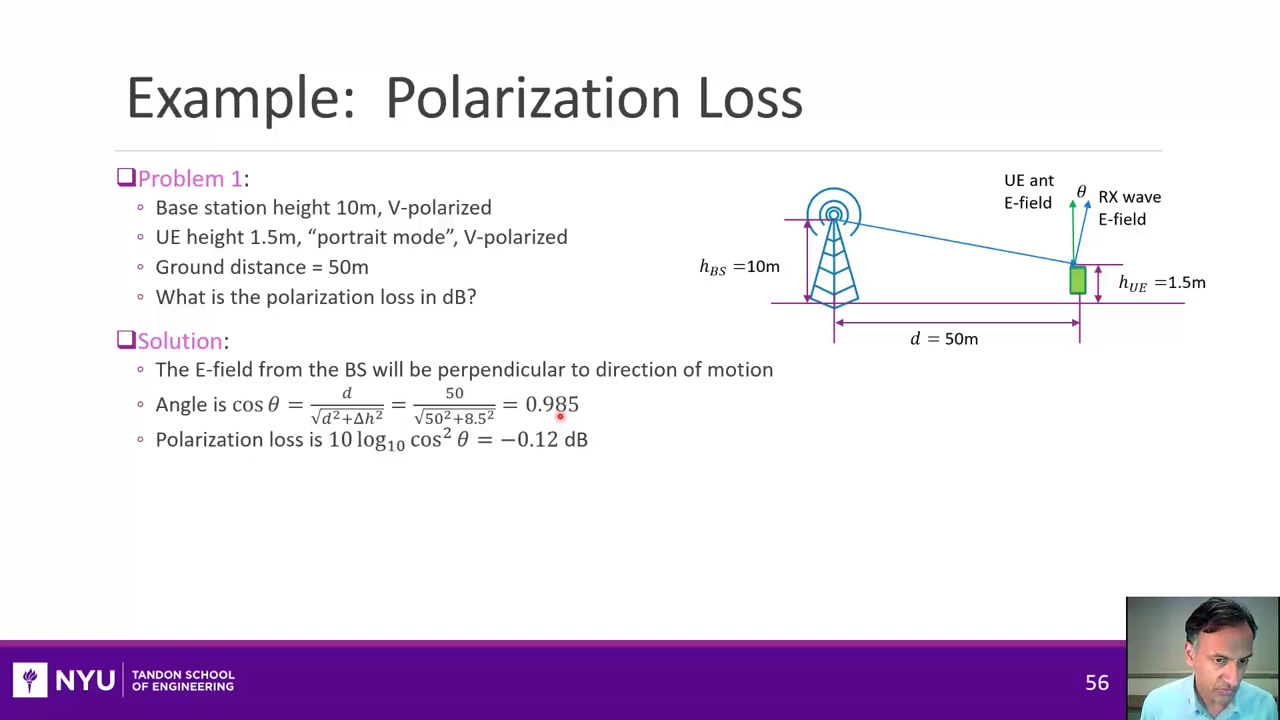 Example: Polarization Loss
❑Problem 1:
◦ Base station height 10m, V-polarized
◦ UE height 1.5m, “portrait mode”, V-polarized
◦ Ground distance = 50m
◦ What is the polarization loss in dB?
❑Solution:
◦ The E-field from the BS will be perpendicular to direction of motion
◦ Angle is cos θ = d/√(d²+Δh²) = 50/√(50²+8.5²) = 0.985
◦ Polarization loss is 10 log₁₀ cos² θ = −0.12 dB
UE ant
E-field
θ
RX wave
E-field
h_BS =10m
h_UE =1.5m
d = 50m
NYU
TANDON SCHOOL
OF ENGINEERING
56